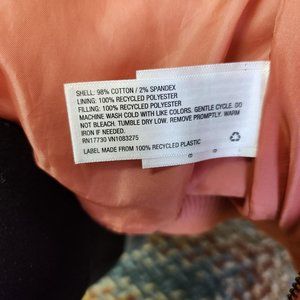 SHELL: 98% COTTON / 2% SPANDEX
LINING: 100% RECYCLED POLYESTER
FILLING: 100% RECYCLED POLYESTER
MACHINE WASH COLD WITH LIKE COLORS. GENTLE CYCLE. DO
NOT BLEACH. TUMBLE DRY LOW. REMOVE PROMPTLY. WARM
IRON IF NEEDED.
RN17730 VN1083275
LABEL MADE FROM 100% RECYCLED PLASTIC